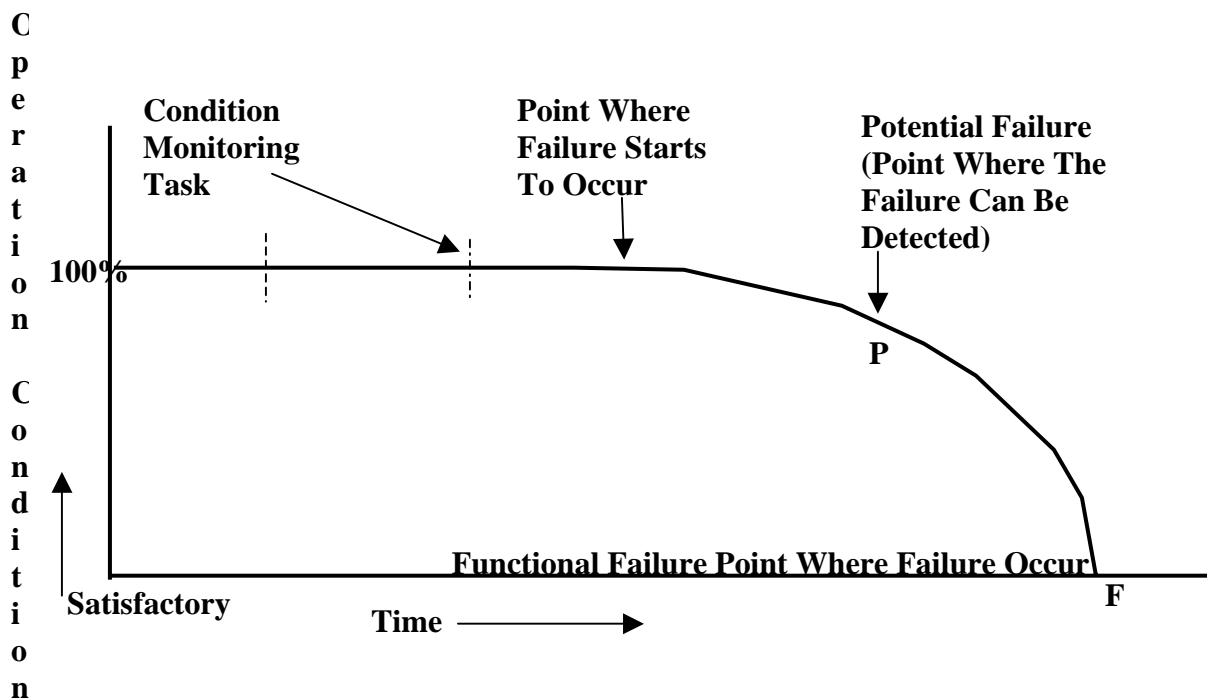 Operation Condition
Condition
Monitoring
Task
Point Where
Failure Starts
To Occur
Potential Failure
(Point Where The
Failure Can Be
Detected)
100%
P
Functional Failure Point Where Failure Occur
F
Satisfactory
Time